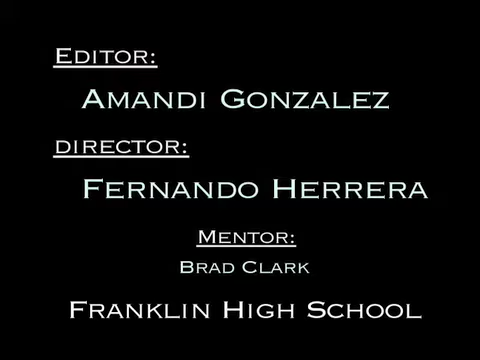 Editor:
Amandi Gonzalez
director:
Fernando Herrera
Mentor:
Brad Clark
Franklin High School